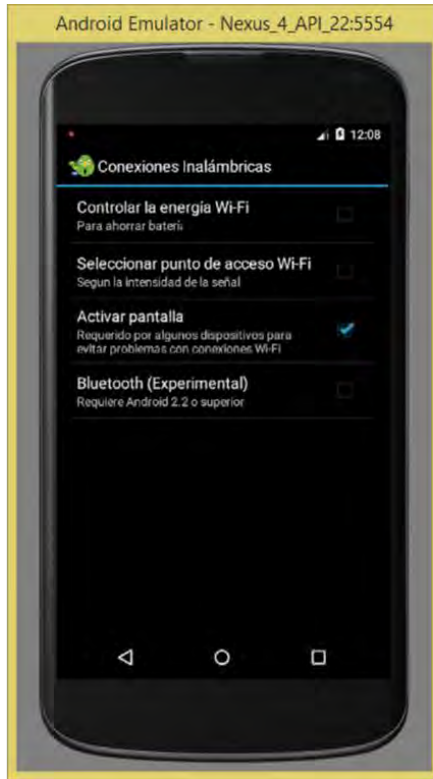 Android Emulator - Nexus_4_API_22:5554
12:08
Conexiones Inalámbricas
Controlar la energía Wi-Fi
Para ahorrar batería
Seleccionar punto de acceso Wi-Fi
Segun la intensidad de la señal
Activar pantalla
Requerido por algunos dispositivos para
evitar problemas con conexiones Wi-Fi
Bluetooth (Experimental)
Requiere Android 2.2 o superior